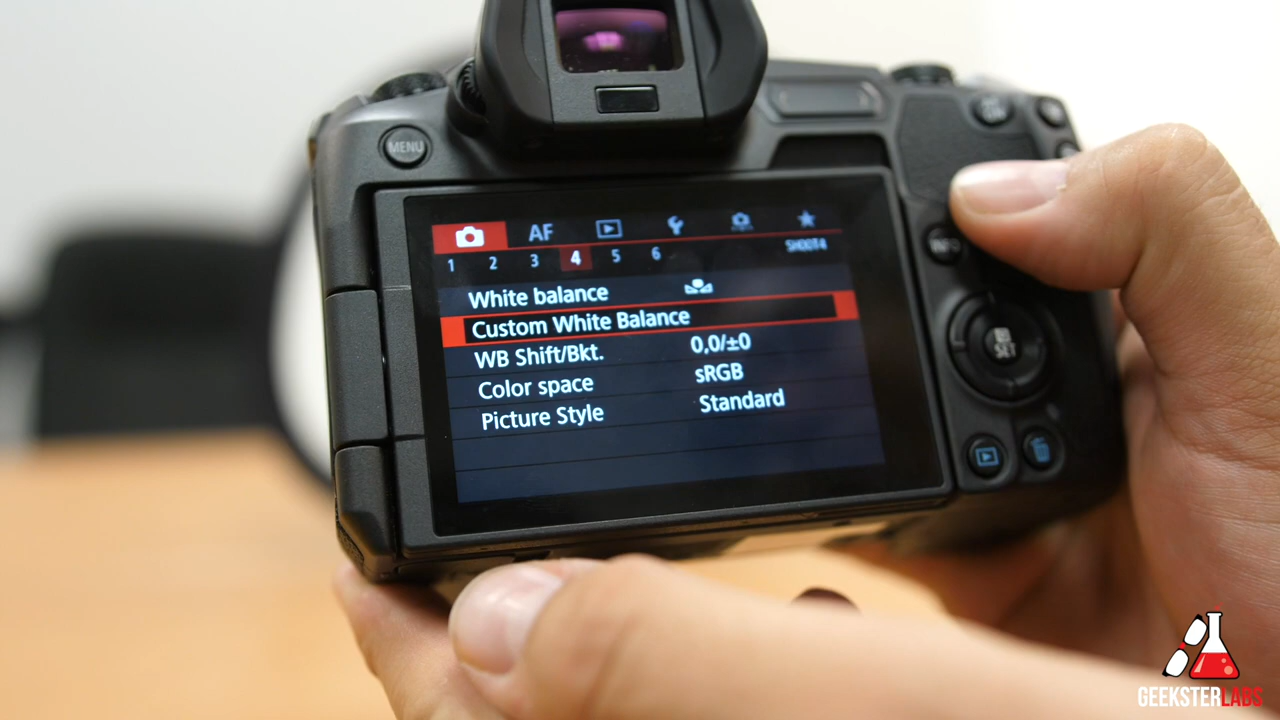 MENU
AF
1 2 3 4 5 6 SHOOT4
White balance
Custom White Balance
WB Shift/Bkt. 0,0/±0
Color space sRGB
Picture Style Standard
INFO
SET
GEEKSTERLABS